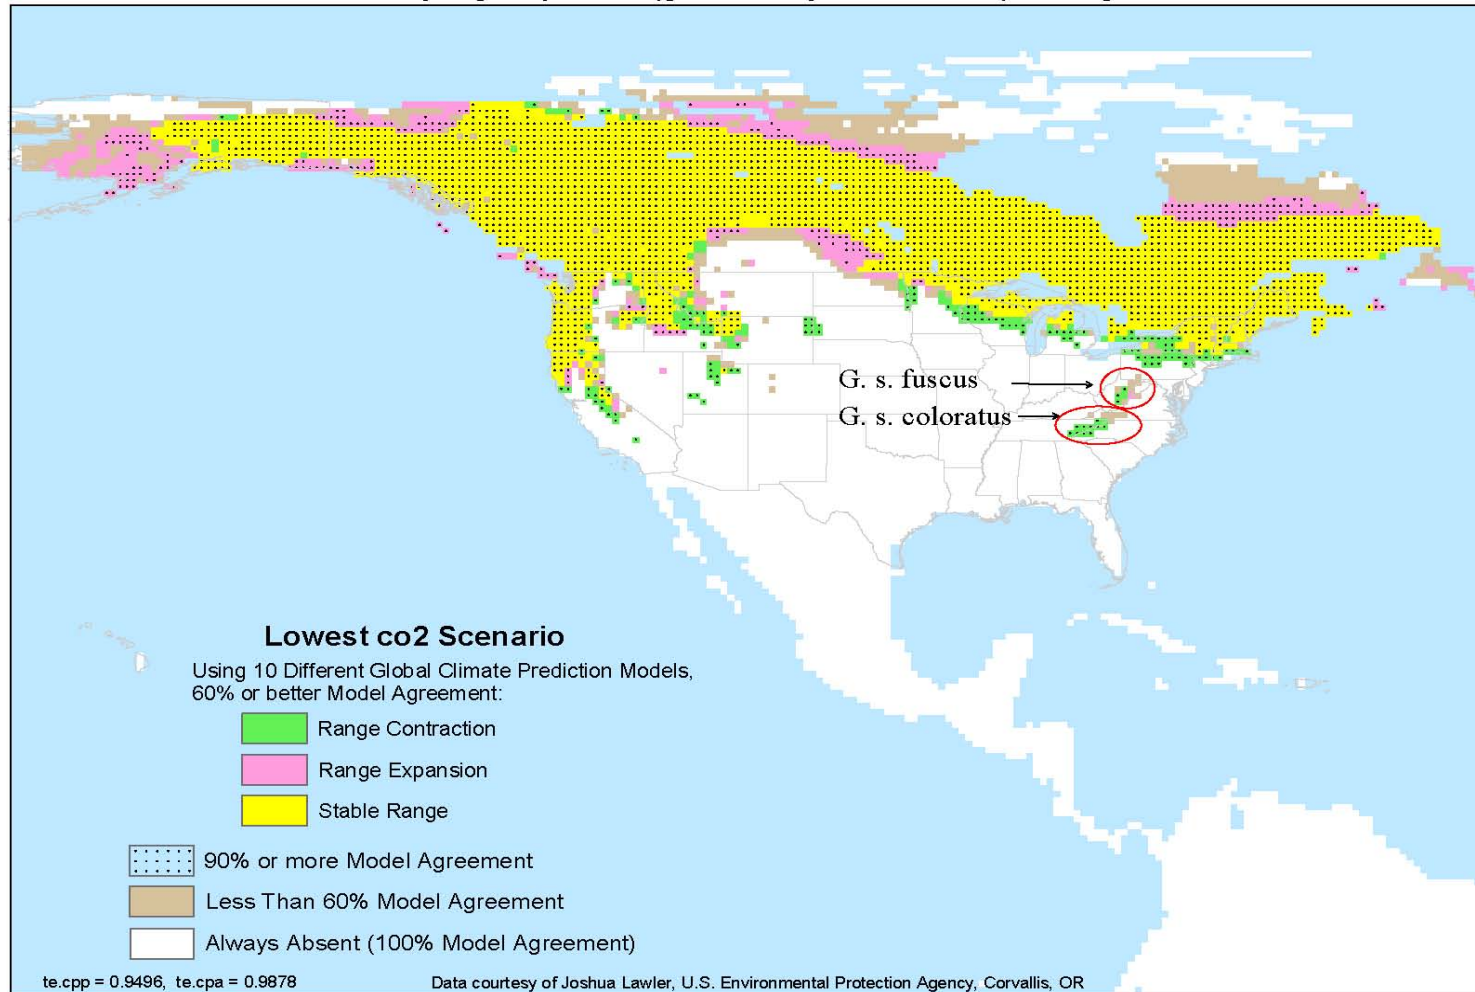 G. s. fuscus
G. s. coloratus
Lowest co2 Scenario
Using 10 Different Global Climate Prediction Models,
60% or better Model Agreement:
Range Contraction
Range Expansion
Stable Range
90% or more Model Agreement
Less Than 60% Model Agreement
Always Absent (100% Model Agreement)
te.cpp = 0.9496, te.cpa = 0.9878
Data courtesy of Joshua Lawler, U.S. Environmental Protection Agency, Corvallis, OR